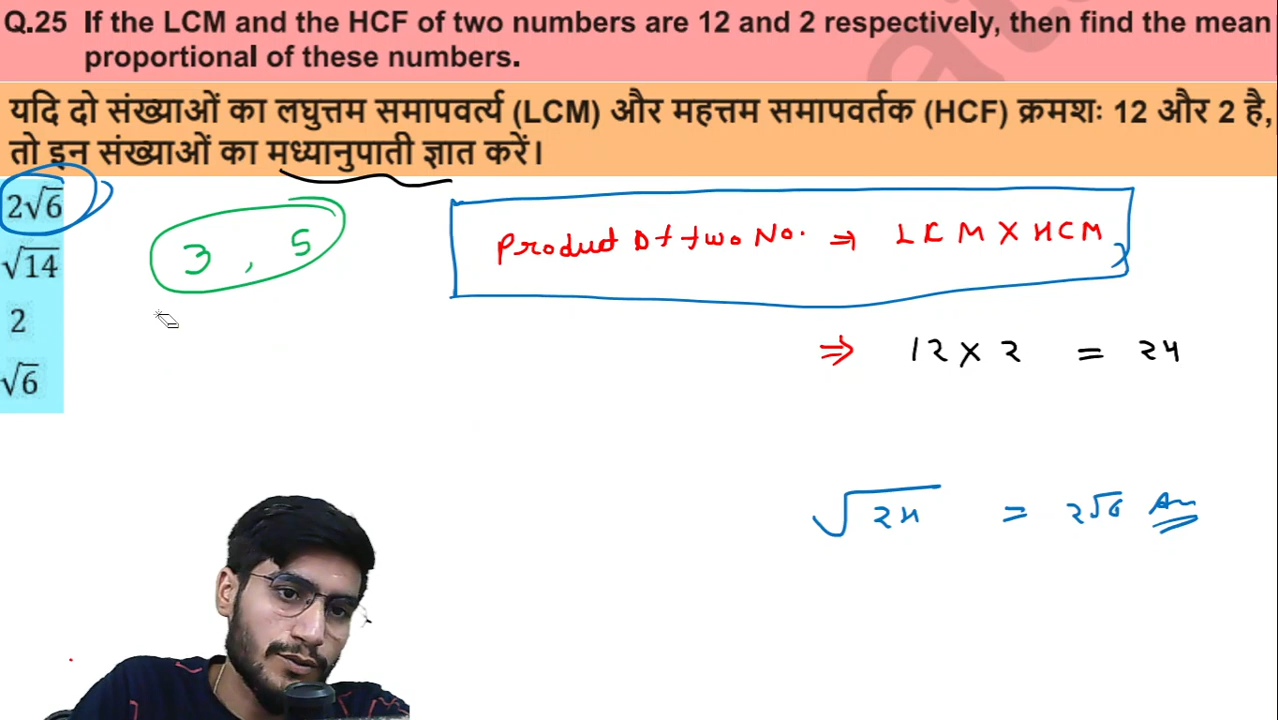 Q.25 If the LCM and the HCF of two numbers are 12 and 2 respectively, then find the mean
proportional of these numbers.
यदि दो संख्याओं का लघुत्तम समापवर्त्य (LCM) और महत्तम समापवर्तक (HCF) क्रमशः 12 और 2 है,
तो इन संख्याओं का मध्यानुपाती ज्ञात करें।
2√6
√14
2
√6
3 , 5
Product Of two No. ⇒ LCM X HCM
⇒ 12 X 2 = 24
√24 = 2√6 An